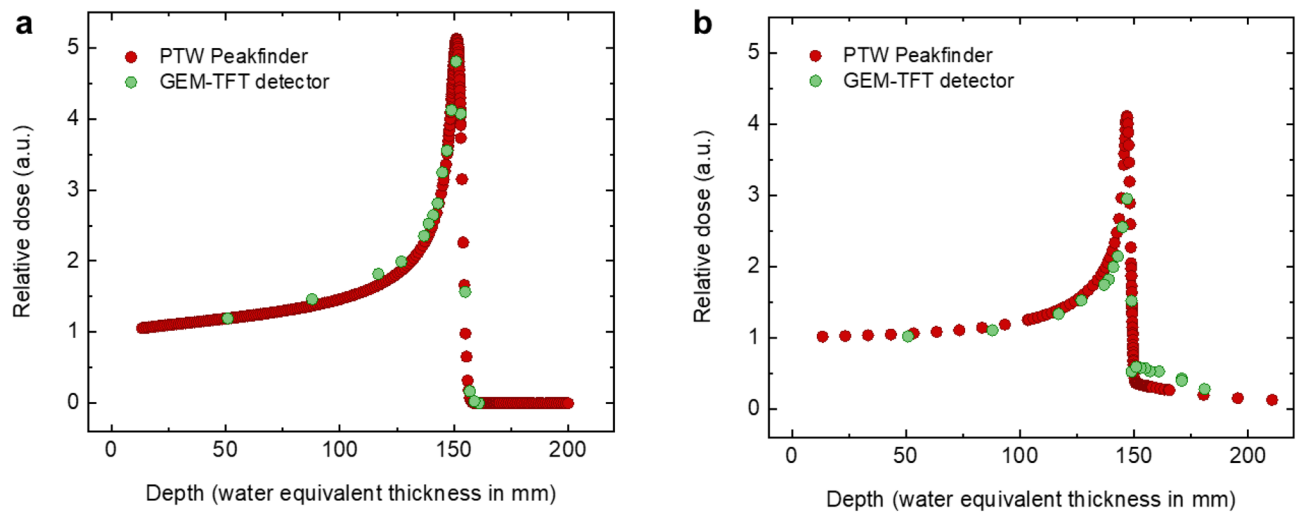 a
PTW Peakfinder
GEM-TFT detector
Relative dose (a.u.)
5
4
3
2
1
0
0 50 100 150 200
Depth (water equivalent thickness in mm)
b
PTW Peakfinder
GEM-TFT detector
Relative dose (a.u.)
5
4
3
2
1
0
0 50 100 150 200
Depth (water equivalent thickness in mm)